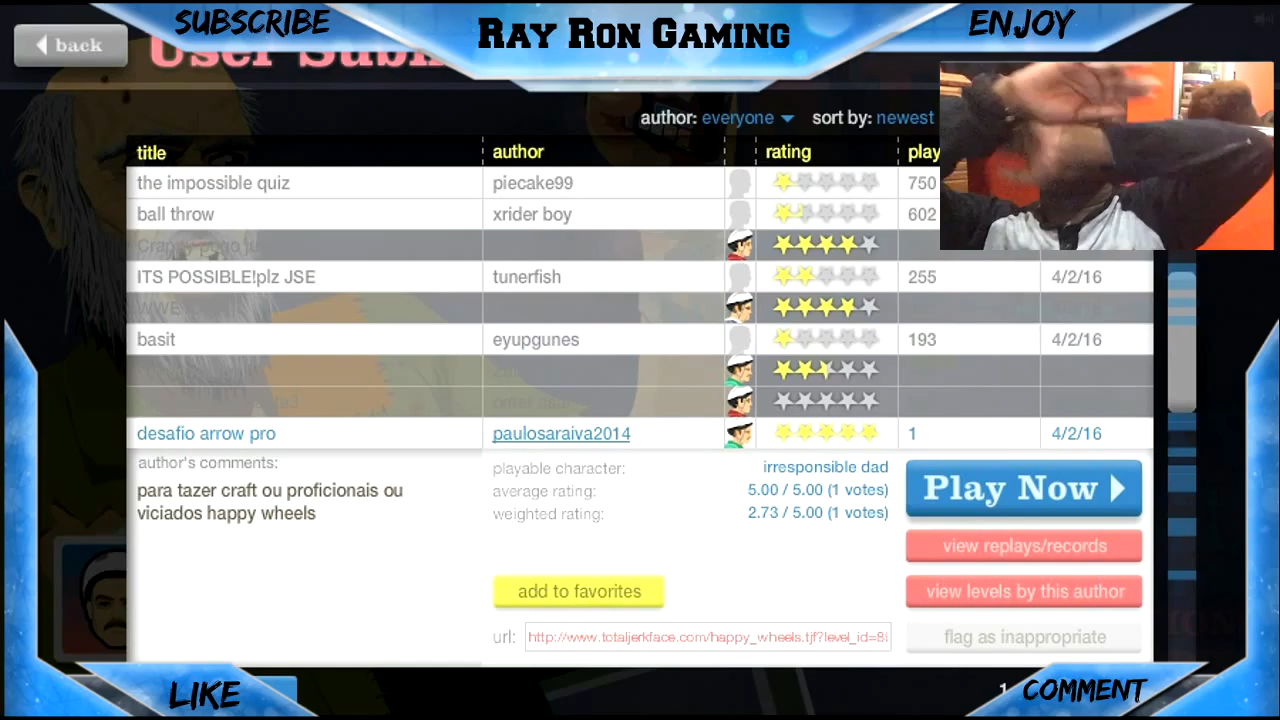 SUBSCRIBE
RAY RON GAMING
ENJOY
back
author: everyone sort by: newest
title author rating play
the impossible quiz piecake99 750
ball throw xrider boy 602
ITS POSSIBLE!plz JSE tunerfish 255 4/2/16
WWE
basit eyupgunes 193 4/2/16
desafio arrow pro paulosaraiva2014 1 4/2/16
author's comments:
para tazer craft ou proficionais ou
viciados happy wheels
playable character: irresponsible dad
average rating: 5.00 / 5.00 (1 votes)
weighted rating: 2.73 / 5.00 (1 votes)
Play Now
view replays/records
add to favorites
view levels by this author
url: http://www.totaljerkface.com/happy_wheels.tjf?level_id=8
flag as inappropriate
LIKE
COMMENT